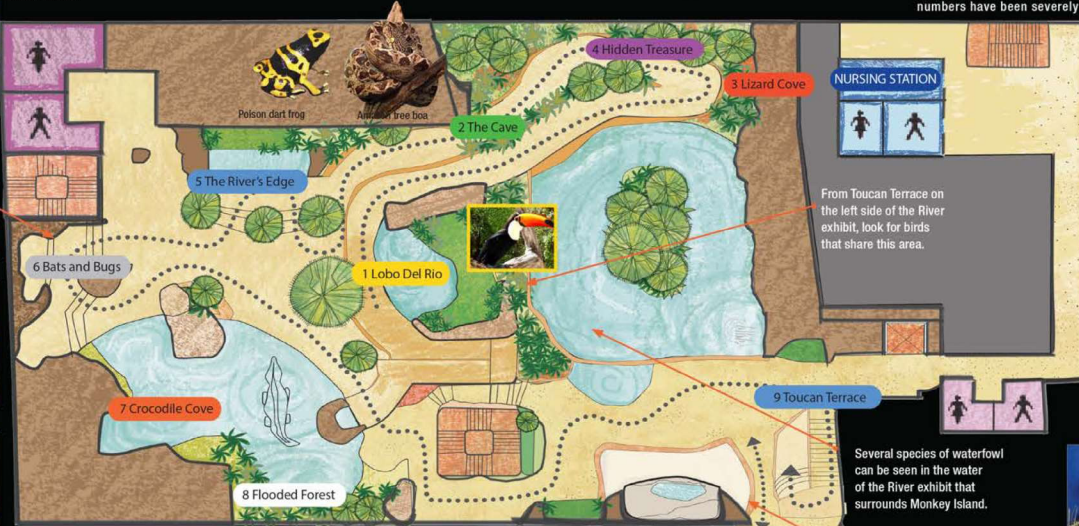 numbers have been severely
4 Hidden Treasure
3 Lizard Cove
NURSING STATION
Poison dart frog
tree boa
2 The Cave
5 The River's Edge
From Toucan Terrace on
the left side of the River
exhibit, look for birds
that share this area.
6 Bats and Bugs
1 Lobo Del Rio
7 Crocodile Cove
9 Toucan Terrace
Several species of waterfowl
can be seen in the water
of the River exhibit that
surrounds Monkey Island.
8 Flooded Forest